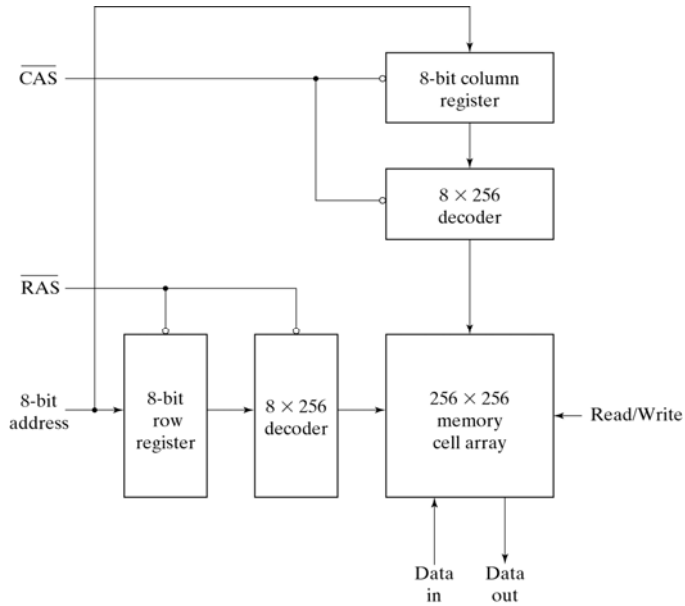 CAS
8-bit column
register
8 × 256
decoder
RAS
8-bit
address
8-bit
row
register
8 × 256
decoder
256 × 256
memory
cell array
Read/Write
Data
in
Data
out